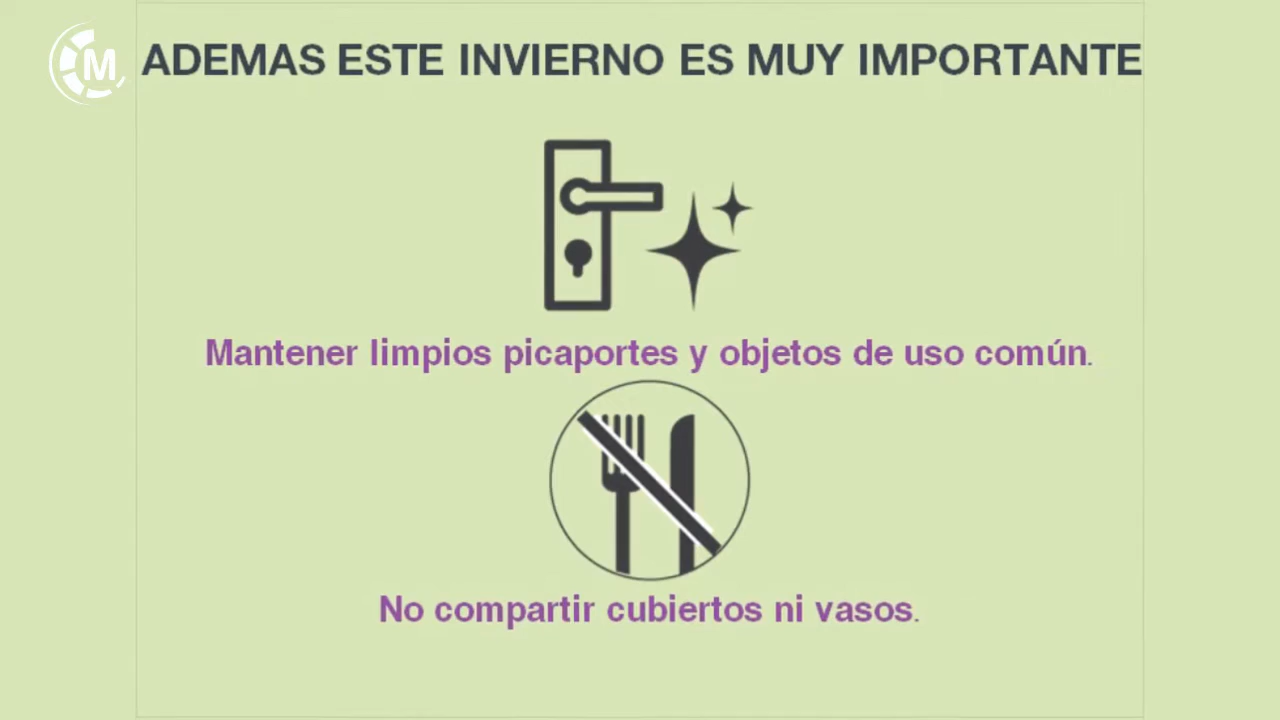 M
ADEMAS ESTE INVIERNO ES MUY IMPORTANTE
Mantener limpios picaportes y objetos de uso común.
No compartir cubiertos ni vasos.